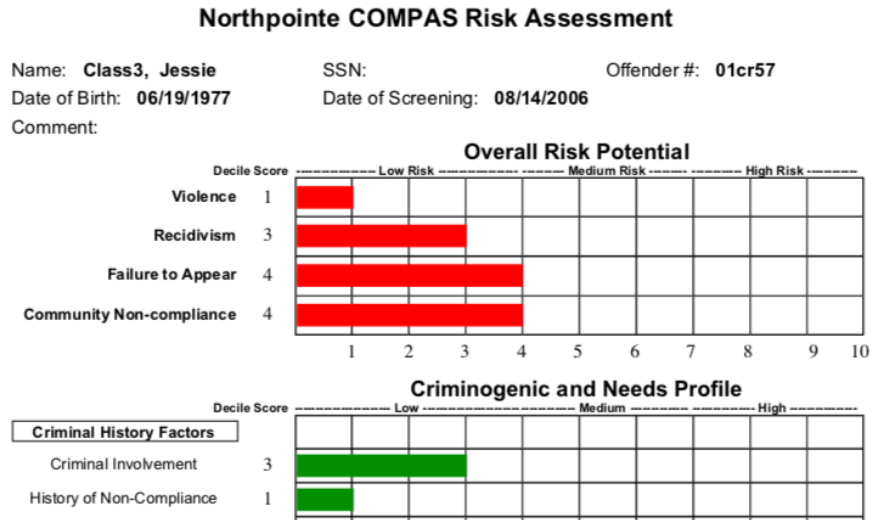 Northpointe COMPAS Risk Assessment
Name: Class3, Jessie SSN: Offender #: 01cr57
Date of Birth: 06/19/1977 Date of Screening: 08/14/2006
Comment:
Overall Risk Potential
Decile Score Low Risk Medium Risk High Risk
Violence 1
Recidivism 3
Failure to Appear 4
Community Non-compliance 4
1 2 3 4 5 6 7 8 9 10
Criminogenic and Needs Profile
Decile Score Low Medium High
Criminal History Factors
Criminal Involvement 3
History of Non-Compliance 1